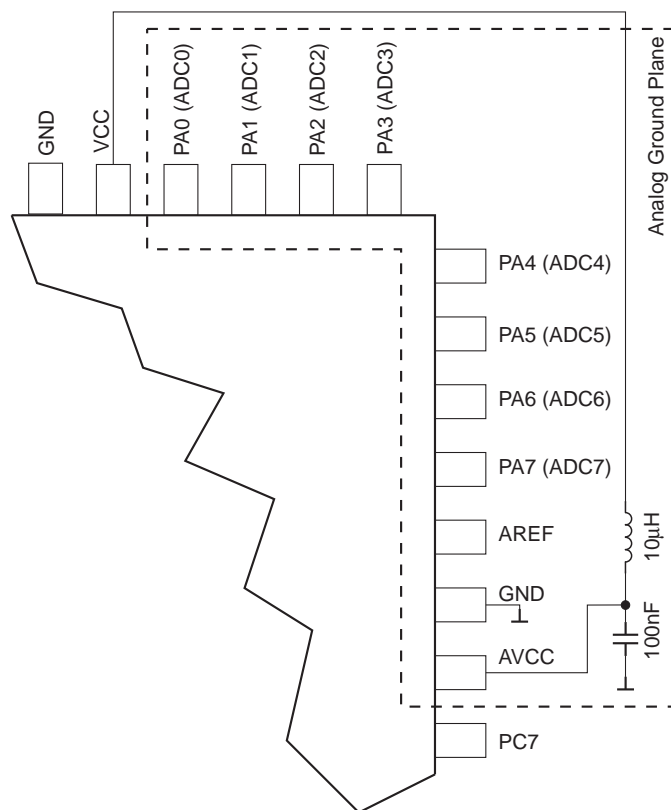 GND
VCC
PA0 (ADC0)
PA1 (ADC1)
PA2 (ADC2)
PA3 (ADC3)
Analog Ground Plane
PA4 (ADC4)
PA5 (ADC5)
PA6 (ADC6)
PA7 (ADC7)
AREF
10μH
GND
AVCC
100nF
PC7